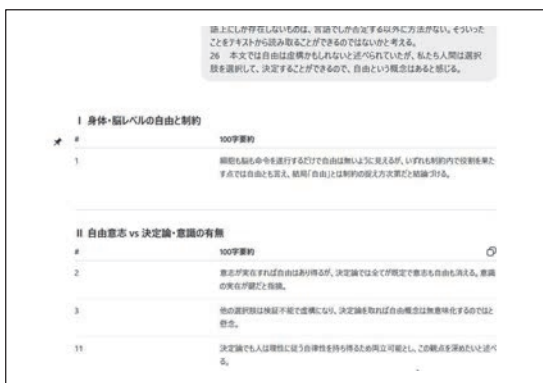 語上にしか存在しないものは、言語でしか否定する以外に方法がない。そういった
ことをテキストから読み取ることができるのではないかと考える。
26 本文では自由は虚構かもしれないと述べられていたが、私たち人間は選択
肢を選択して、決定することができるので、自由という概念はあると感じる。
I 身体・脳レベルの自由と制約
# 100字要約
1 細胞も脳も命令を遂行するだけで自由は無いように見えるが、いずれも制約内で役割を果た
す点では自由とも言え、結局「自由」とは制約の捉え方次第だと結論づける。
II 自由意志 vs 決定論・意識の有無
# 100字要約
2 意志が実在すれば自由はあり得るが、決定論では全てが既定で意志も自由も消える。意識
の実在が鍵だと指摘。
3 他の選択肢は検証不能で虚構になり、決定論を取れば自由概念は無意味化するのではと
懸念。
11 決定論でも人は理性に従う自律性を持ち得るため両立可能とし、この観点を深めたいと述べ
る。